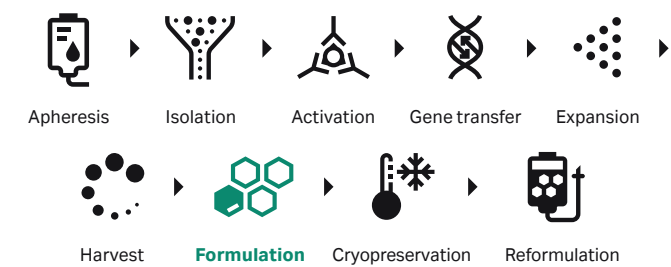 Apheresis Isolation Activation Gene transfer Expansion
Harvest Formulation Cryopreservation Reformulation